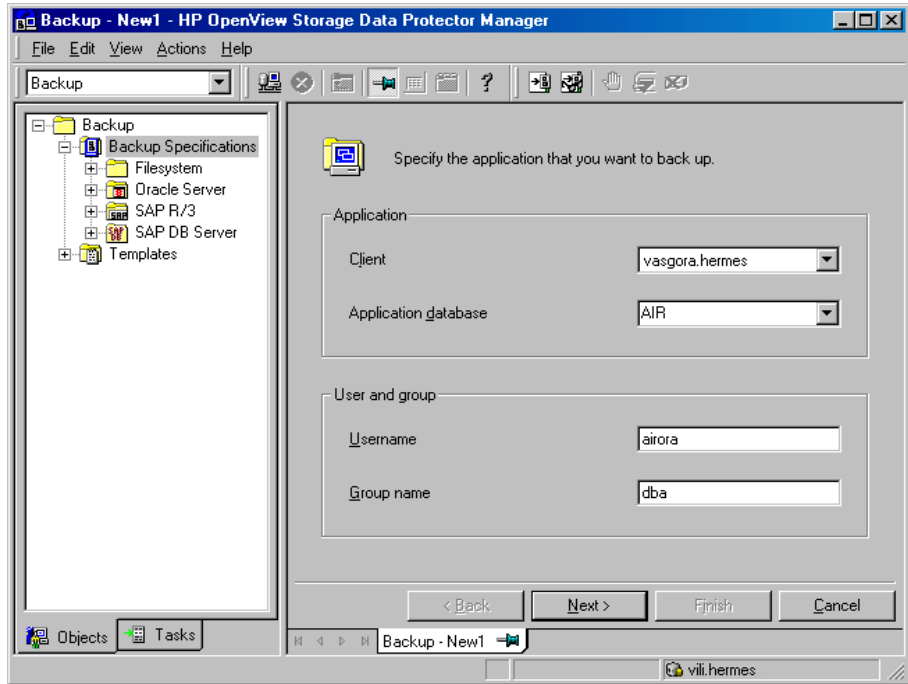 Backup - New1 - HP OpenView Storage Data Protector Manager
File Edit View Actions Help
Backup
Backup
Backup Specifications
Filesystem
Oracle Server
SAP R/3
SAP DB Server
Templates
Specify the application that you want to back up.
Application
Client
vasgora.hermes
Application database
AIR
User and group
Username
airora
Group name
dba
< Back
Next >
Finish
Cancel
Objects
Tasks
Backup - New1
vili.hermes